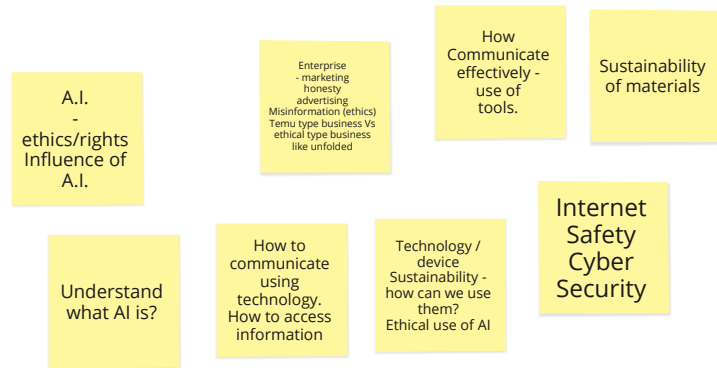 A.I.
-
ethics/rights
Influence of
A.I.
Enterprise
- marketing
honesty
advertising
Misinformation (ethics)
Temu type business Vs
ethical type business
like unfolded
How
Communicate
effectively -
use of
tools.
Sustainability
of materials
Understand
what AI is?
How to
communicate
using
technology.
How to access
information
Technology /
device
Sustainability -
how can we use
them?
Ethical use of AI
Internet
Safety
Cyber
Security